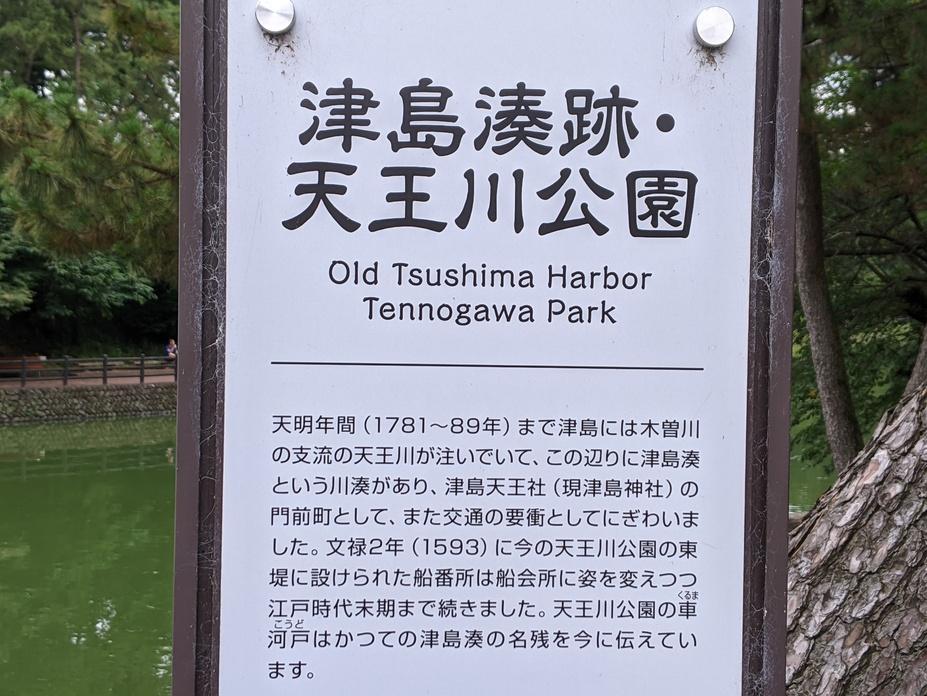 津島湊跡・
天王川公園
Old Tsushima Harbor
Tennogawa Park
天明年間（1781〜89年）まで津島には木曽川
の支流の天王川が注いでいて、この辺りに津島湊
という川湊があり、津島天王社（現津島神社）の
門前町として、また交通の要衝としてにぎわいま
した。文禄2年（1593）に今の天王川公園の東
堤に設けられた船番所は船会所に姿を変えつつ
くるま
江戸時代末期まで続きました。天王川公園の車
こうど
河戸はかつての津島湊の名残を今に伝えてい
ます。